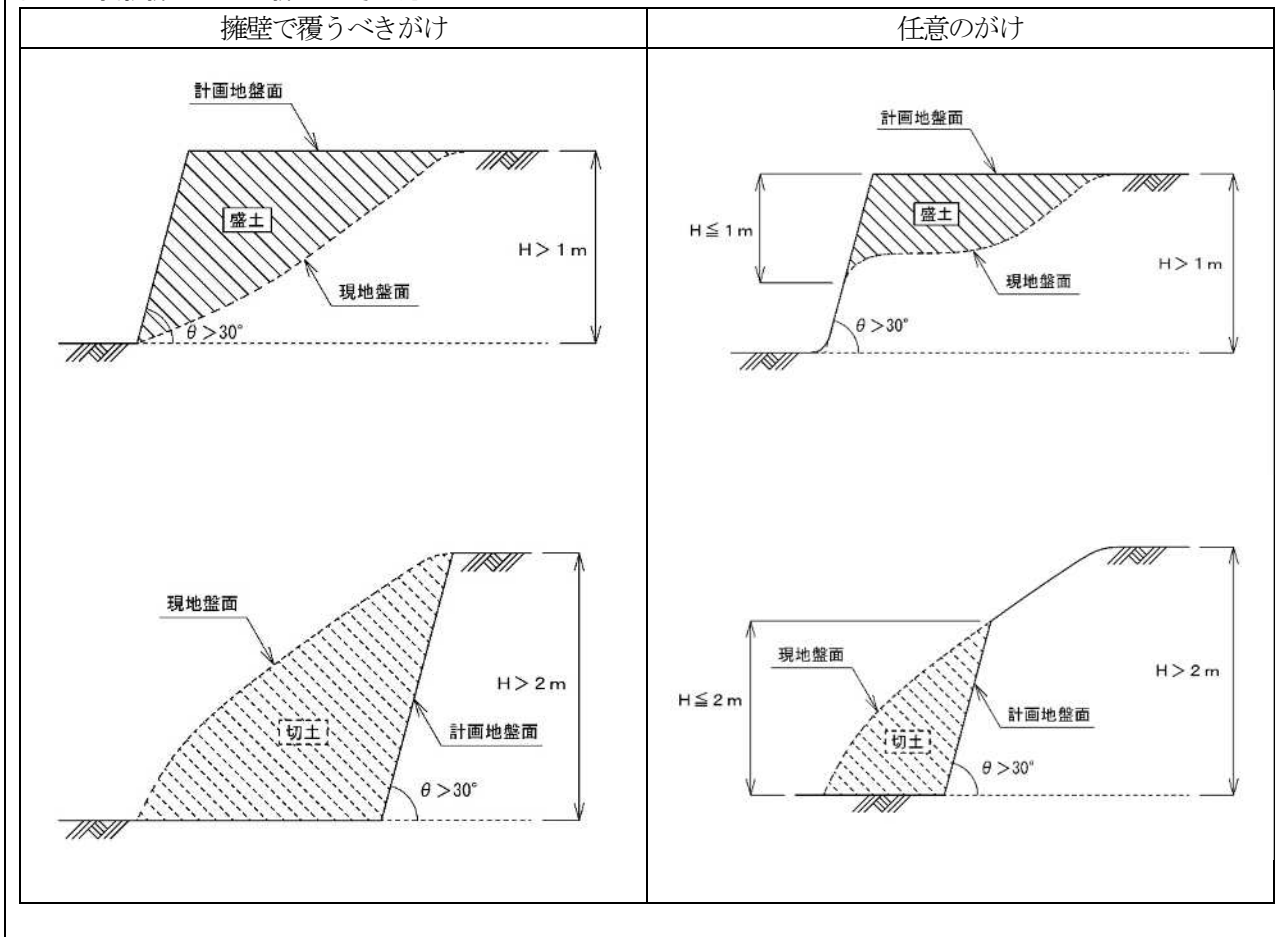 擁壁で覆うべきがけ
任意のがけ
計画地盤面
盛土
H>1m
現地盤面
θ>30°
計画地盤面
盛土
H≦1m
H>1m
現地盤面
θ>30°
現地盤面
H>2m
切土
計画地盤面
θ>30°
現地盤面
H≦2m
H>2m
計画地盤面
切土
θ>30°